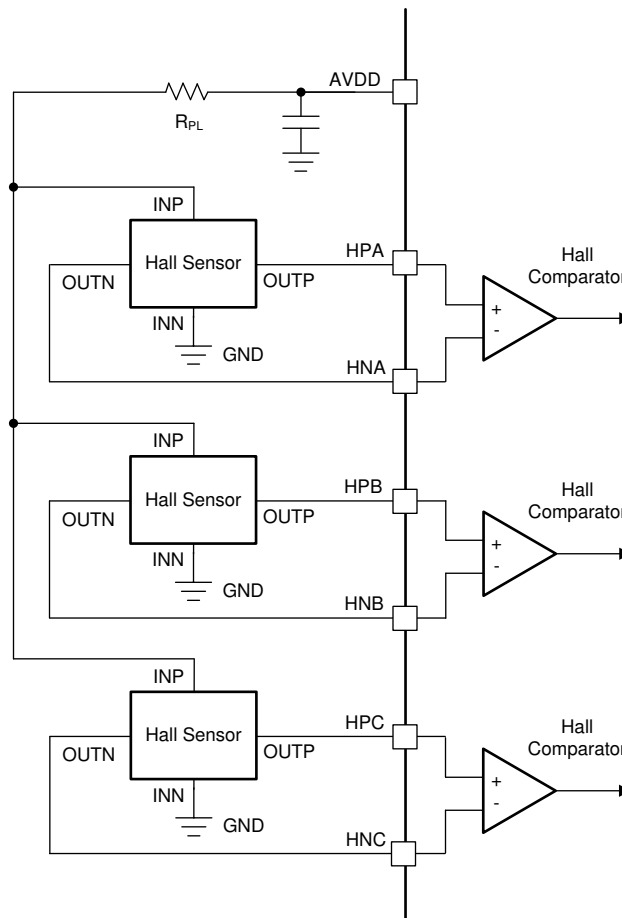 AVDD
RPL
INP
Hall Sensor
OUTN
OUTP
INN
GND
HPA
HNA
+
-
Hall
Comparator
INP
Hall Sensor
OUTN
OUTP
INN
GND
HPB
HNB
+
-
Hall
Comparator
INP
Hall Sensor
OUTN
OUTP
INN
GND
HPC
HNC
+
-
Hall
Comparator